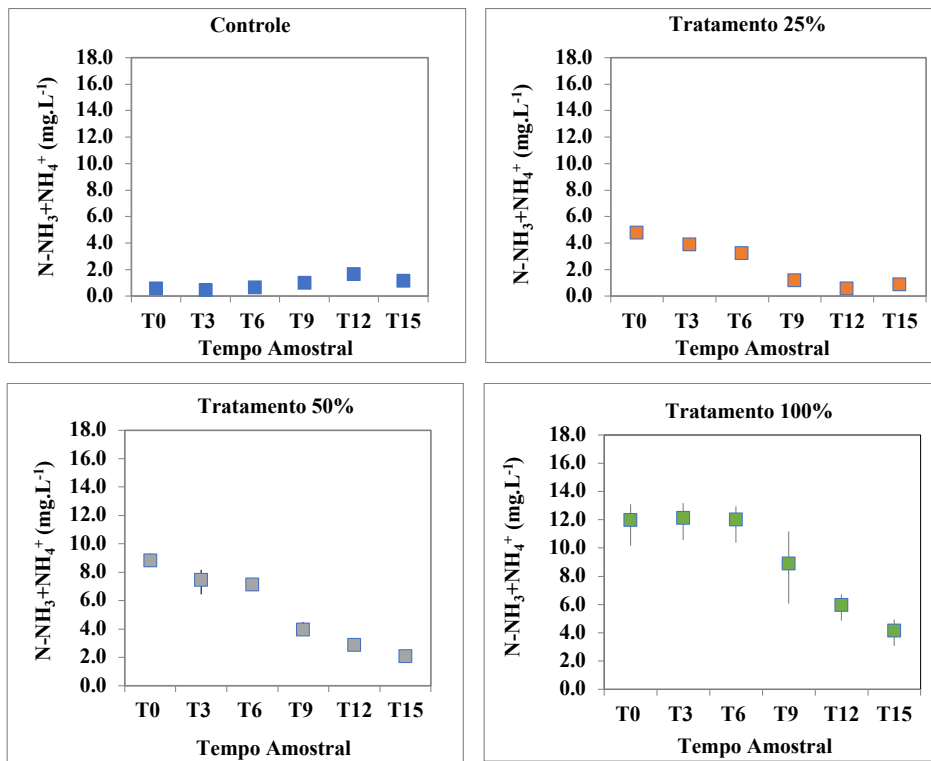 Controle
N-NH₃+NH₄⁺ (mg.L⁻¹)
18.0
16.0
14.0
12.0
10.0
8.0
6.0
4.0
2.0
0.0
T0 T3 T6 T9 T12 T15
Tempo Amostral
Tratamento 25%
N-NH₃+NH₄⁺ (mg.L⁻¹)
18.0
16.0
14.0
12.0
10.0
8.0
6.0
4.0
2.0
0.0
T0 T3 T6 T9 T12 T15
Tempo Amostral
Tratamento 50%
N-NH₃+NH₄⁺ (mg.L⁻¹)
18.0
16.0
14.0
12.0
10.0
8.0
6.0
4.0
2.0
0.0
T0 T3 T6 T9 T12 T15
Tempo Amostral
Tratamento 100%
N-NH₃+NH₄⁺ (mg.L⁻¹)
18.0
16.0
14.0
12.0
10.0
8.0
6.0
4.0
2.0
0.0
T0 T3 T6 T9 T12 T15
Tempo Amostral